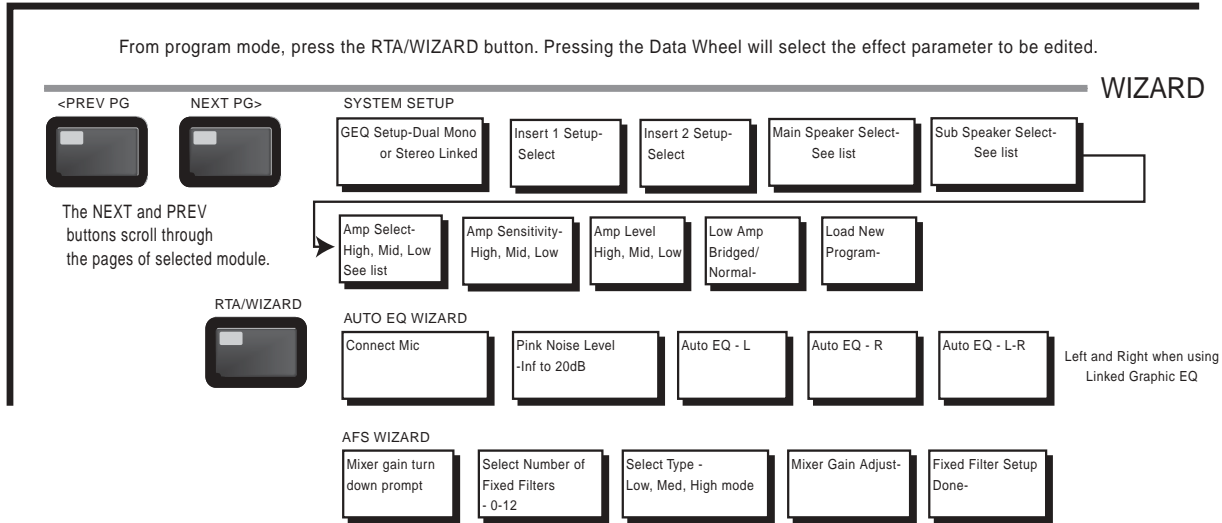 From program mode, press the RTA/WIZARD button. Pressing the Data Wheel will select the effect parameter to be edited.
WIZARD
<PREV PG
NEXT PG>
The NEXT and PREV
buttons scroll through
the pages of selected module.
RTA/WIZARD
SYSTEM SETUP
GEQ Setup-Dual Mono
or Stereo Linked
Insert 1 Setup-
Select
Insert 2 Setup-
Select
Main Speaker Select-
See list
Sub Speaker Select-
See list
Amp Select-
High, Mid, Low
See list
Amp Sensitivity-
High, Mid, Low
Amp Level
High, Mid, Low
Low Amp
Bridged/
Normal-
Load New
Program-
AUTO EQ WIZARD
Connect Mic
Pink Noise Level
-Inf to 20dB
Auto EQ - L
Auto EQ - R
Auto EQ - L-R
Left and Right when using
Linked Graphic EQ
AFS WIZARD
Mixer gain turn
down prompt
Select Number of
Fixed Filters
- 0-12
Select Type -
Low, Med, High mode
Mixer Gain Adjust-
Fixed Filter Setup
Done-